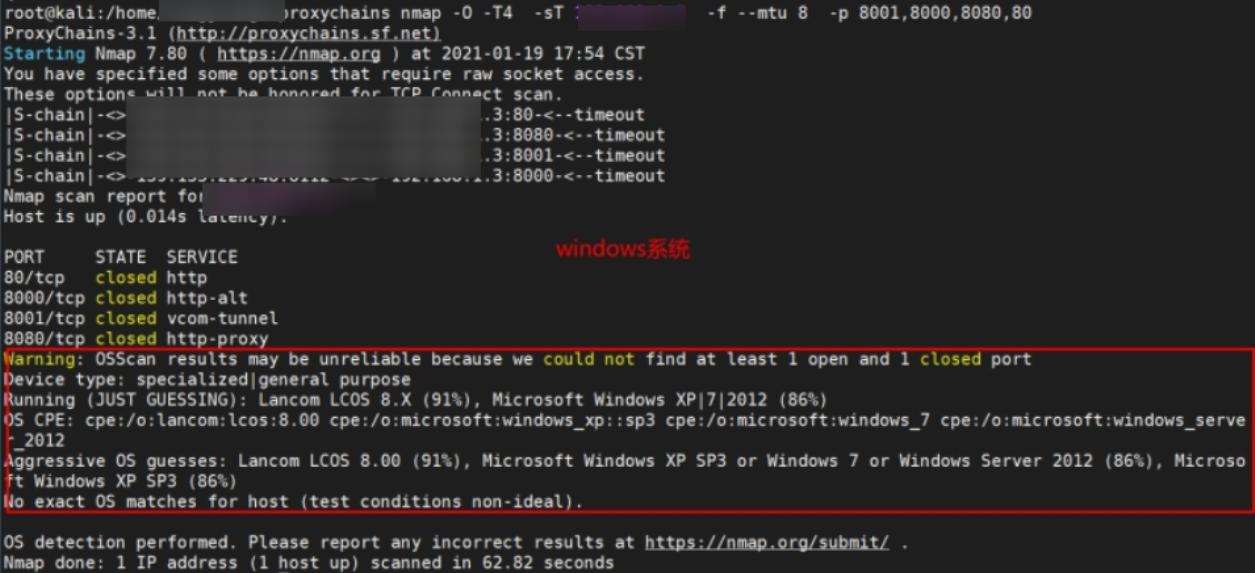 root@kali:/home/ proxychains nmap -O -T4 -sT -f --mtu 8 -p 8001,8000,8080,80
ProxyChains-3.1 (http://proxychains.sf.net)
Starting Nmap 7.80 ( https://nmap.org ) at 2021-01-19 17:54 CST
You have specified some options that require raw socket access.
These options will not be honored for TCP Connect scan.
|S-chain|-<> .3:80-<--timeout
|S-chain|-<> .3:8080-<--timeout
|S-chain|-<> .3:8001-<--timeout
|S-chain|-<> .3:8000-<--timeout
Nmap scan report for
Host is up (0.014s latency).
windows系统
PORT STATE SERVICE
80/tcp closed http
8000/tcp closed http-alt
8001/tcp closed vcom-tunnel
8080/tcp closed http-proxy
Warning: OSScan results may be unreliable because we could not find at least 1 open and 1 closed port
Device type: specialized|general purpose
Running (JUST GUESSING): Lancom LCOS 8.X (91%), Microsoft Windows XP|7|2012 (86%)
OS CPE: cpe:/o:lancom:lcos:8.00 cpe:/o:microsoft:windows_xp::sp3 cpe:/o:microsoft:windows_7 cpe:/o:microsoft:windows_serve
r_2012
Aggressive OS guesses: Lancom LCOS 8.00 (91%), Microsoft Windows XP SP3 or Windows 7 or Windows Server 2012 (86%), Microso
ft Windows XP SP3 (86%)
No exact OS matches for host (test conditions non-ideal).
OS detection performed. Please report any incorrect results at https://nmap.org/submit/ .
Nmap done: 1 IP address (1 host up) scanned in 62.82 seconds